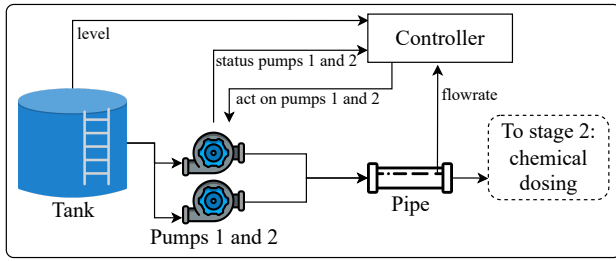 level
Controller
status pumps 1 and 2
act on pumps 1 and 2
flowrate
To stage 2:
chemical
dosing
Tank
Pipe
Pumps 1 and 2